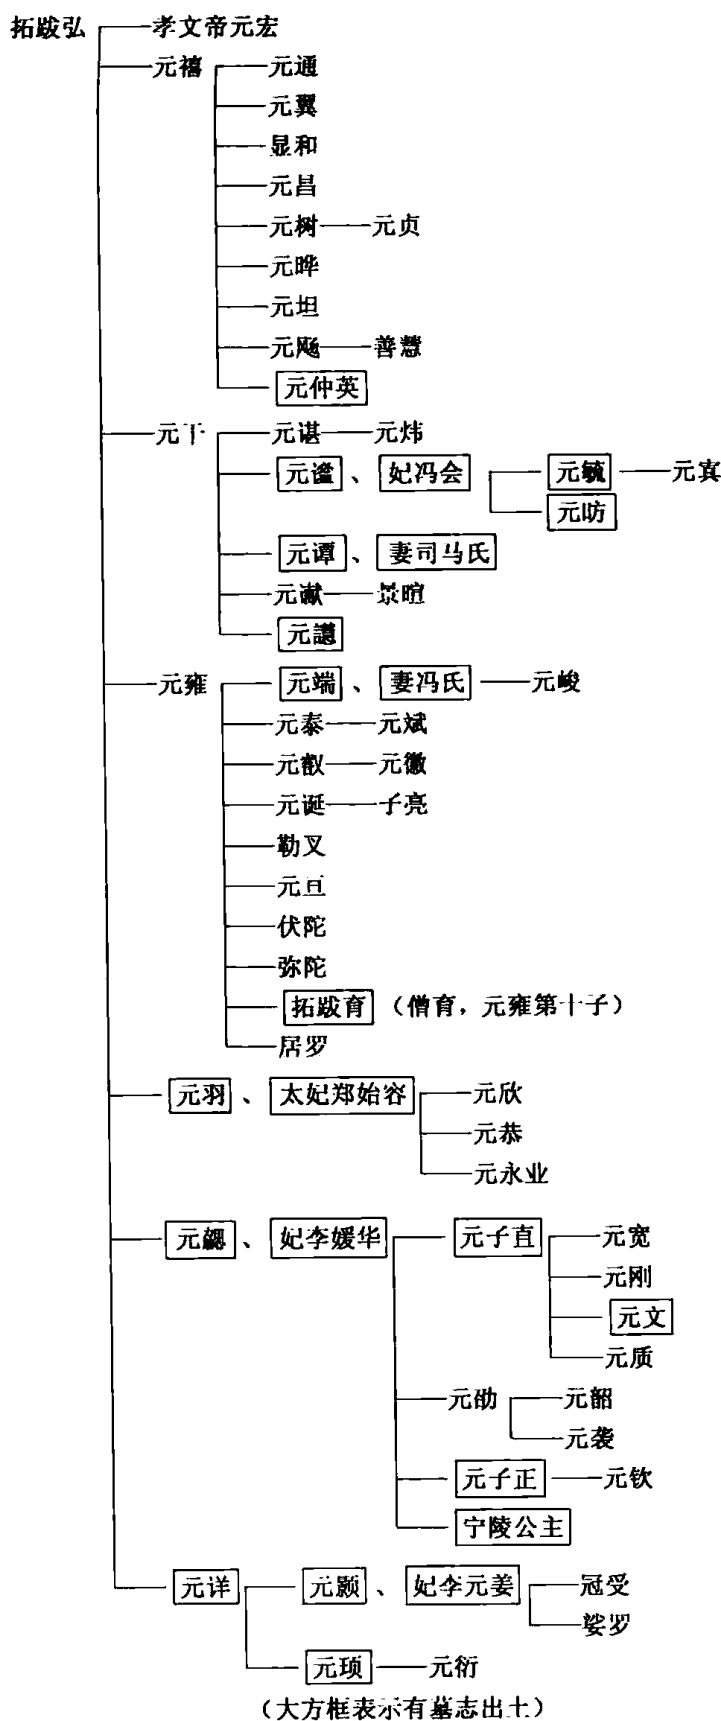 拓跋弘 孝文帝元宏
元禧 元通
元翼
显和
元昌
元树 元贞
元晔
元坦
元飏 善慧
元仲英
元干 元谌 元炜
元谧、妃冯会 元毓 元寘
元昉
元谭、妻司马氏
元谳 景暄
元譿
元雍 元端、妻冯氏 元峻
元泰 元斌
元叡 元徽
元诞 子亮
勒叉
元亘
伏陀
弥陀
拓跋育(僧育,元雍第十子)
居罗
元羽、太妃郑始容 元欣
元恭
元永业
元勰、妃李媛华 元子直 元宽
元刚
元文
元质
元劭 元韶
元袭
元子正 元钦
宁陵公主
元详 元颢、妃李元姜 冠受
娑罗
元顼 元衍
(大方框表示有墓志出土)